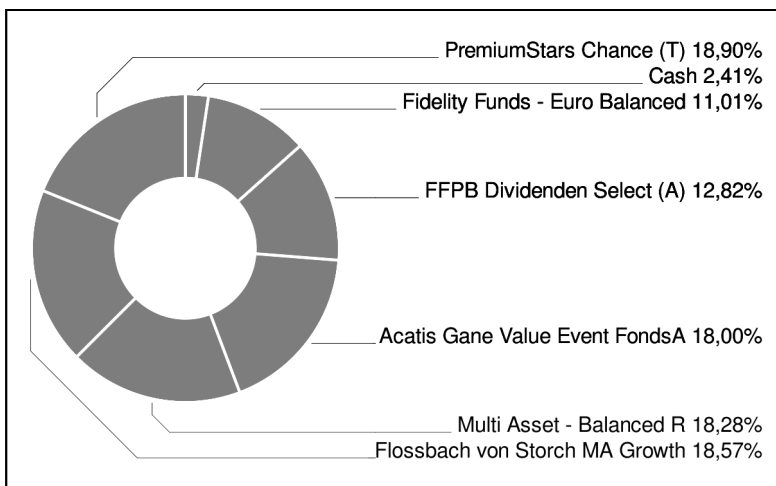 PremiumStars Chance (T) 18,90%
Cash 2,41%
Fidelity Funds - Euro Balanced 11,01%
FFPB Dividenden Select (A) 12,82%
Acatis Gane Value Event FondsA 18,00%
Multi Asset - Balanced R 18,28%
Flossbach von Storch MA Growth 18,57%